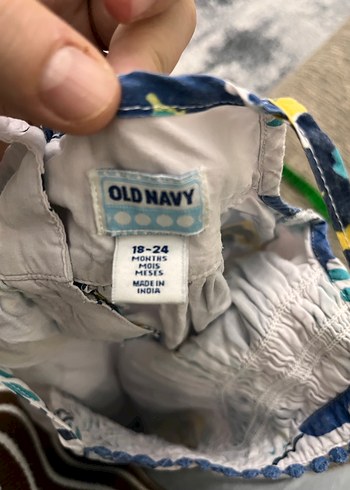 OLD NAVY
18-24
MONTHS
MOIS
MESES
MADE IN
INDIA